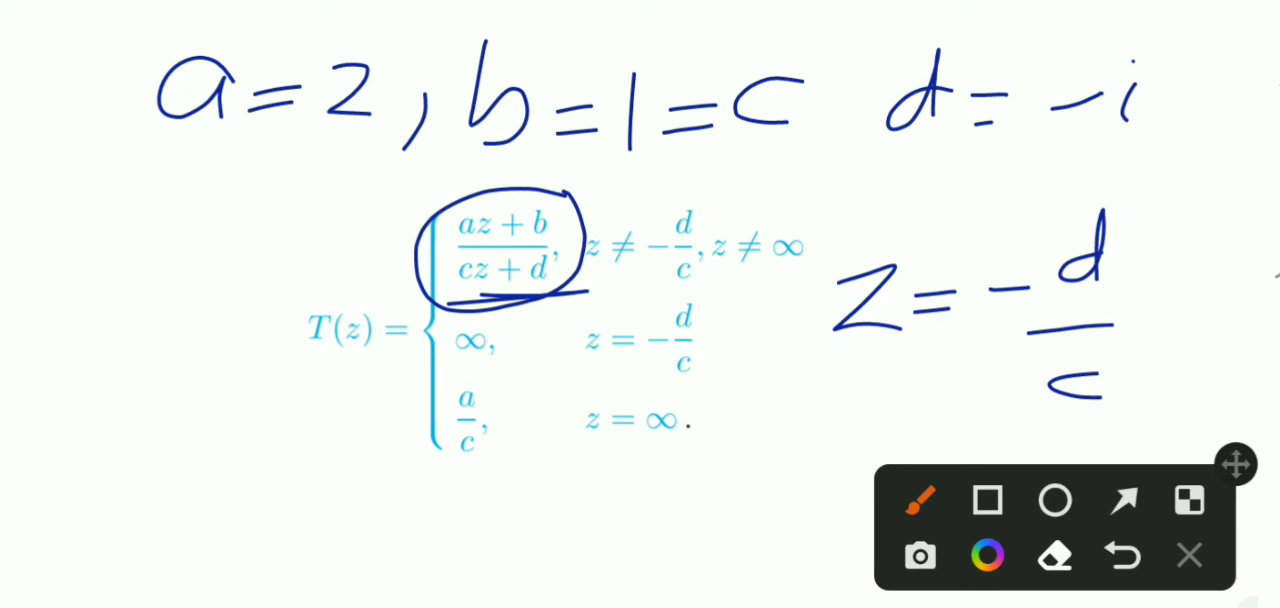 a = 2, b = 1 = c d = -i
T(z) = { (az + b)/(cz + d), z ≠ -d/c, z ≠ ∞
∞, z = -d/c
a/c, z = ∞.
z = -d/c